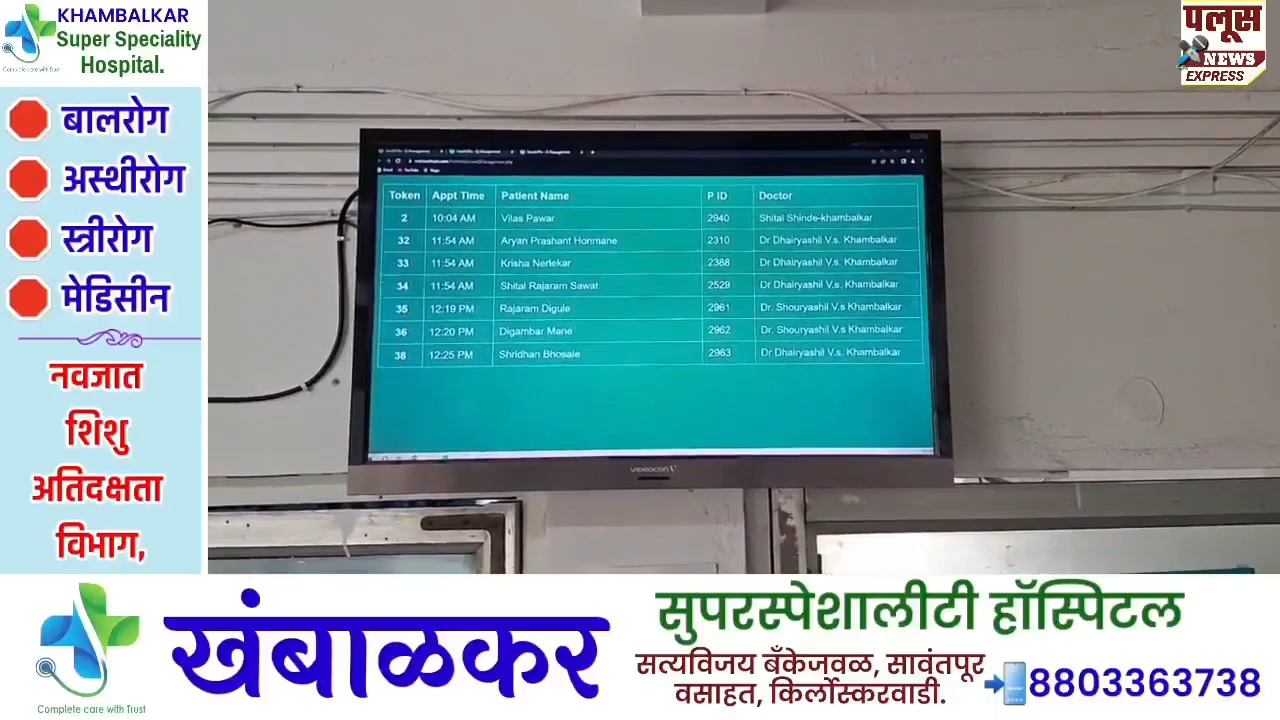 KHAMBALKAR
Super Speciality
Hospital.
Complete care with Trust
बालरोग
अस्थीरोग
स्त्रीरोग
मेडिसीन
नवजात
शिशु
अतिदक्षता
विभाग,
पलूस
NEWS
EXPRESS
Token Appt Time Patient Name P ID Doctor
2 10:04 AM Vilas Pawar 2940 Shital Shinde-khambalkar
32 11:54 AM Aryan Prashant Honmane 2310 Dr Dhairyashil V.s. Khambalkar
33 11:54 AM Krisha Nerlekar 2388 Dr Dhairyashil V.s. Khambalkar
34 11:54 AM Shital Rajaram Sawat 2529 Dr Dhairyashil V.s. Khambalkar
35 12:19 PM Rajaram Digule 2961 Dr. Shouryashil V.s Khambalkar
36 12:20 PM Digambar Mane 2962 Dr. Shouryashil V.s Khambalkar
38 12:25 PM Shridhan Bhosale 2963 Dr Dhairyashil V.s. Khambalkar
VIDEOCON
Complete care with Trust
खंबाळकर
सुपरस्पेशालीटी हॉस्पिटल
सत्यविजय बँकेजवळ, सावंतपूर
वसाहत, किर्लोस्करवाडी.
8803363738